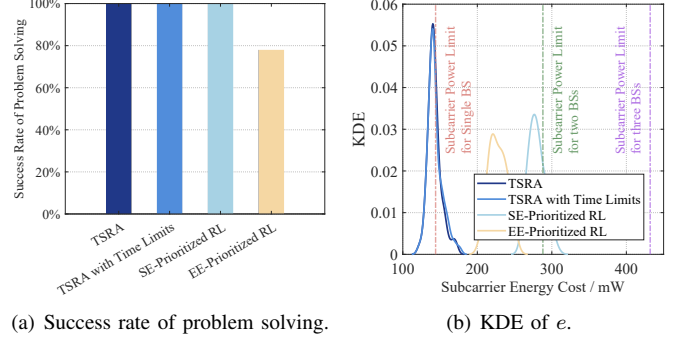 100%
80%
60%
40%
20%
0%
Success Rate of Problem Solving
TSRA
TSRA with Time Limits
SE-Prioritized RL
EE-Prioritized RL
(a) Success rate of problem solving.
0.06
0.05
0.04
0.03
0.02
0.01
0
KDE
Subcarrier Power Limit
for Single BS
Subcarrier Power Limit
for two BSs
Subcarrier Power Limit
for three BSs
TSRA
TSRA with Time Limits
SE-Prioritized RL
EE-Prioritized RL
100
200
300
400
Subcarrier Energy Cost / mW
(b) KDE of e.